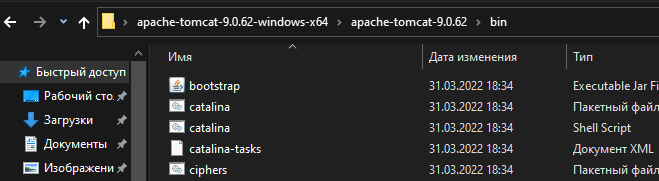 apache-tomcat-9.0.62-windows-x64 > apache-tomcat-9.0.62 > bin
Имя Дата изменения Тип
Быстрый доступ
bootstrap 31.03.2022 18:34 Executable Jar Fi
Рабочий сто.
catalina 31.03.2022 18:34 Пакетный файл
Загрузки
catalina 31.03.2022 18:34 Shell Script
Документы
catalina-tasks 31.03.2022 18:34 Документ XML
Изображени
ciphers 31.03.2022 18:34 Пакетный файл